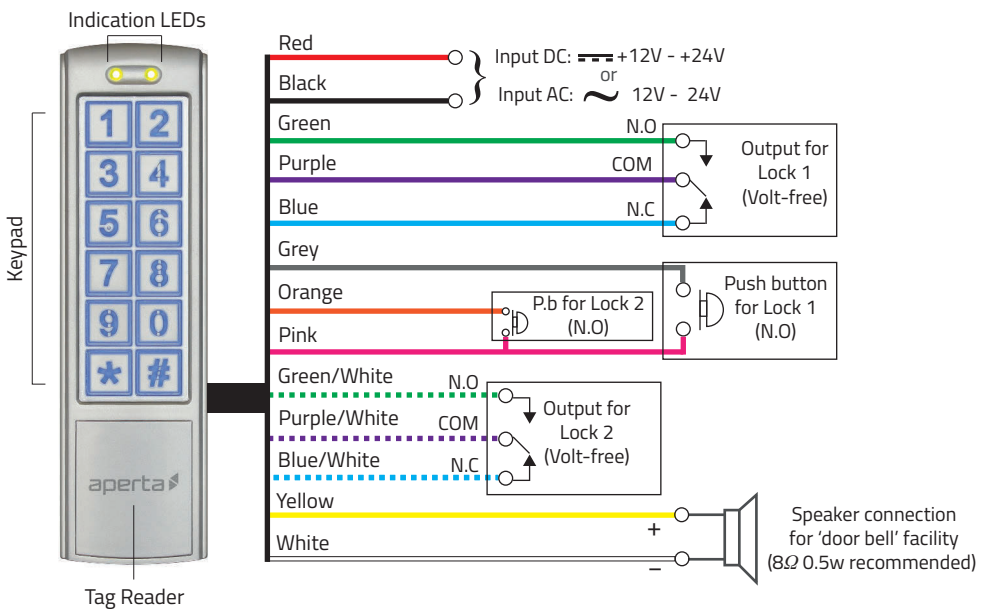 Indication LEDs
1 2
3 4
5 6
7 8
9 0
* #
aperta
Keypad
Tag Reader
Red
Input DC: +12V - +24V
or
Black
Input AC: 12V - 24V
Green
N.O
Purple
COM
Blue
N.C
Output for
Lock 1
(Volt-free)
Grey
Orange
Pink
P.b for Lock 2
(N.O)
Push button
for Lock 1
(N.O)
Green/White
N.O
Purple/White
COM
Blue/White
N.C
Output for
Lock 2
(Volt-free)
Yellow
+
White
–
Speaker connection
for ‘door bell’ facility
(8Ω 0.5w recommended)